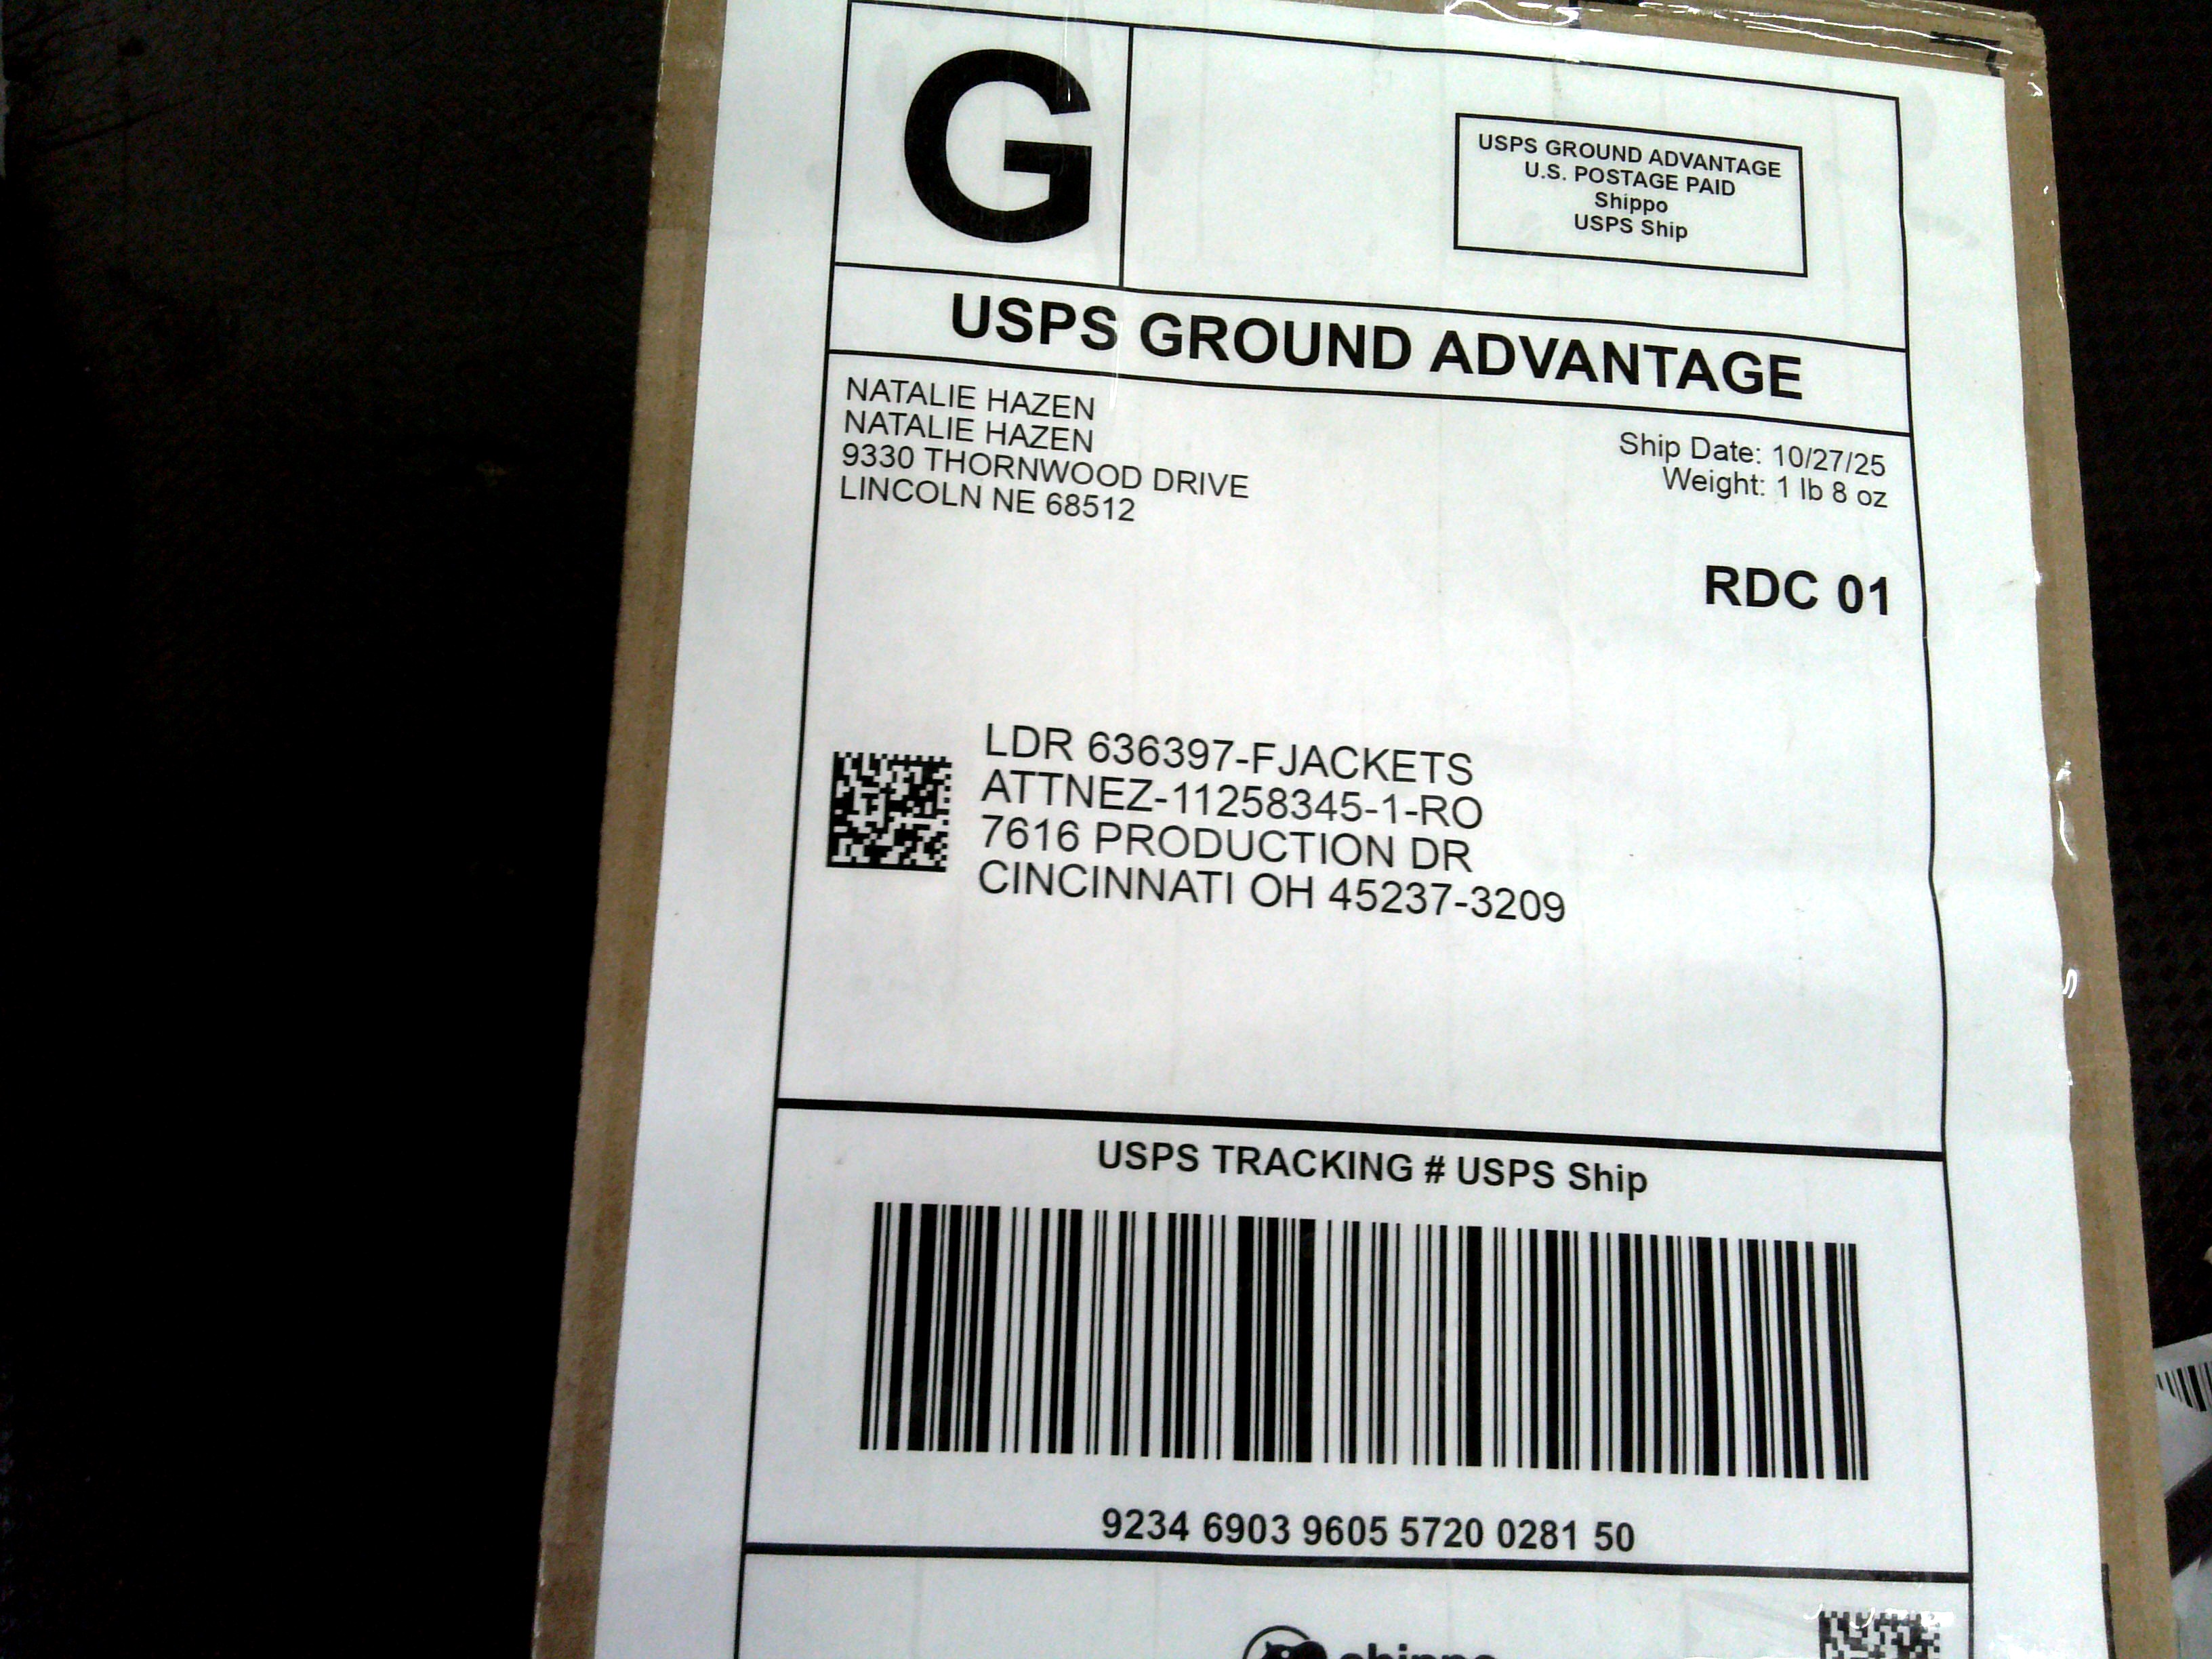 G
USPS GROUND ADVANTAGE
U.S. POSTAGE PAID
Shippo
USPS Ship
USPS GROUND ADVANTAGE
NATALIE HAZEN
NATALIE HAZEN
9330 THORNWOOD DRIVE
LINCOLN NE 68512
Ship Date: 10/27/25
Weight: 1 lb 8 oz
RDC 01
LDR 636397-FJACKETS
ATTNEZ-11258345-1-RO
7616 PRODUCTION DR
CINCINNATI OH 45237-3209
USPS TRACKING # USPS Ship
9234 6903 9605 5720 0281 50
shippo